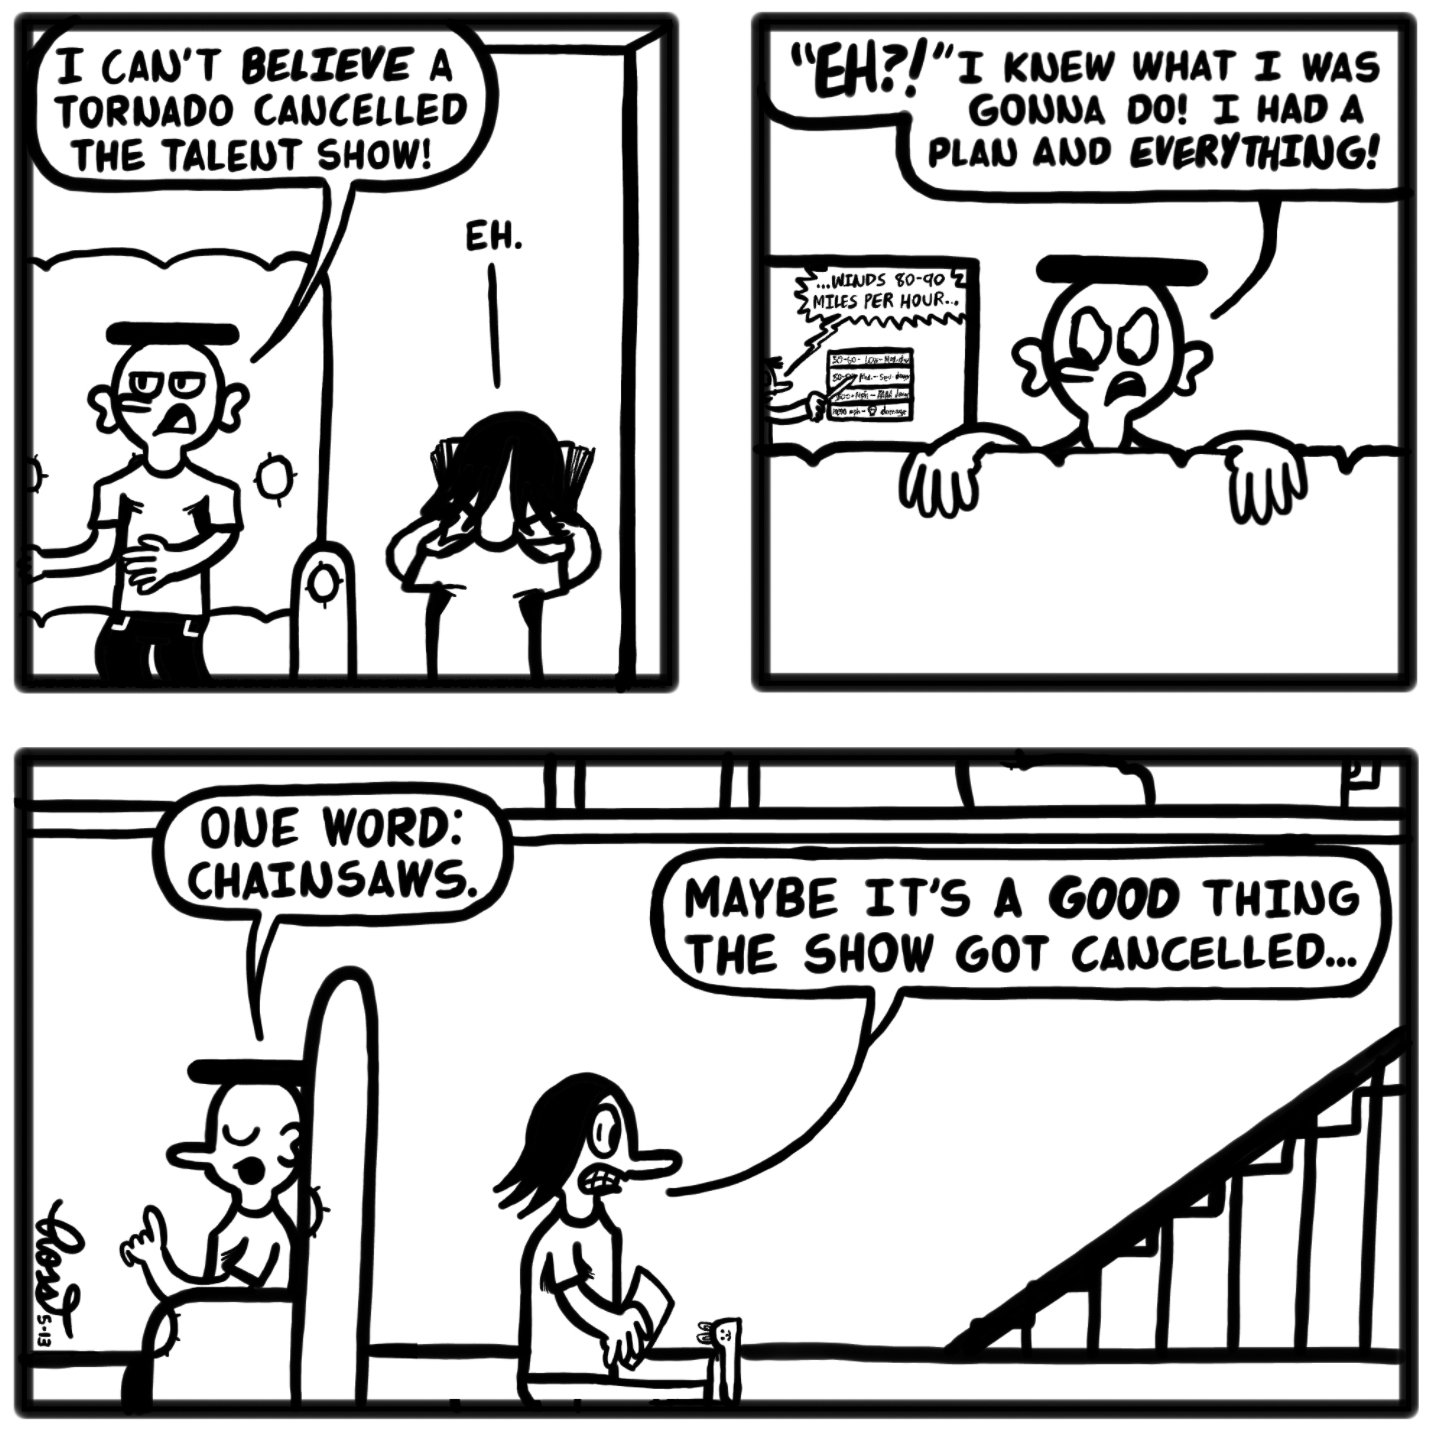 I CAN'T BELIEVE A
TORNADO CANCELLED
THE TALENT SHOW!
EH.
"EH?!" I KNEW WHAT I WAS
GONNA DO! I HAD A
PLAN AND EVERYTHING!
...WINDS 80-90
MILES PER HOUR...
ONE WORD:
CHAINSAWS.
MAYBE IT'S A GOOD THING
THE SHOW GOT CANCELLED...
5-13